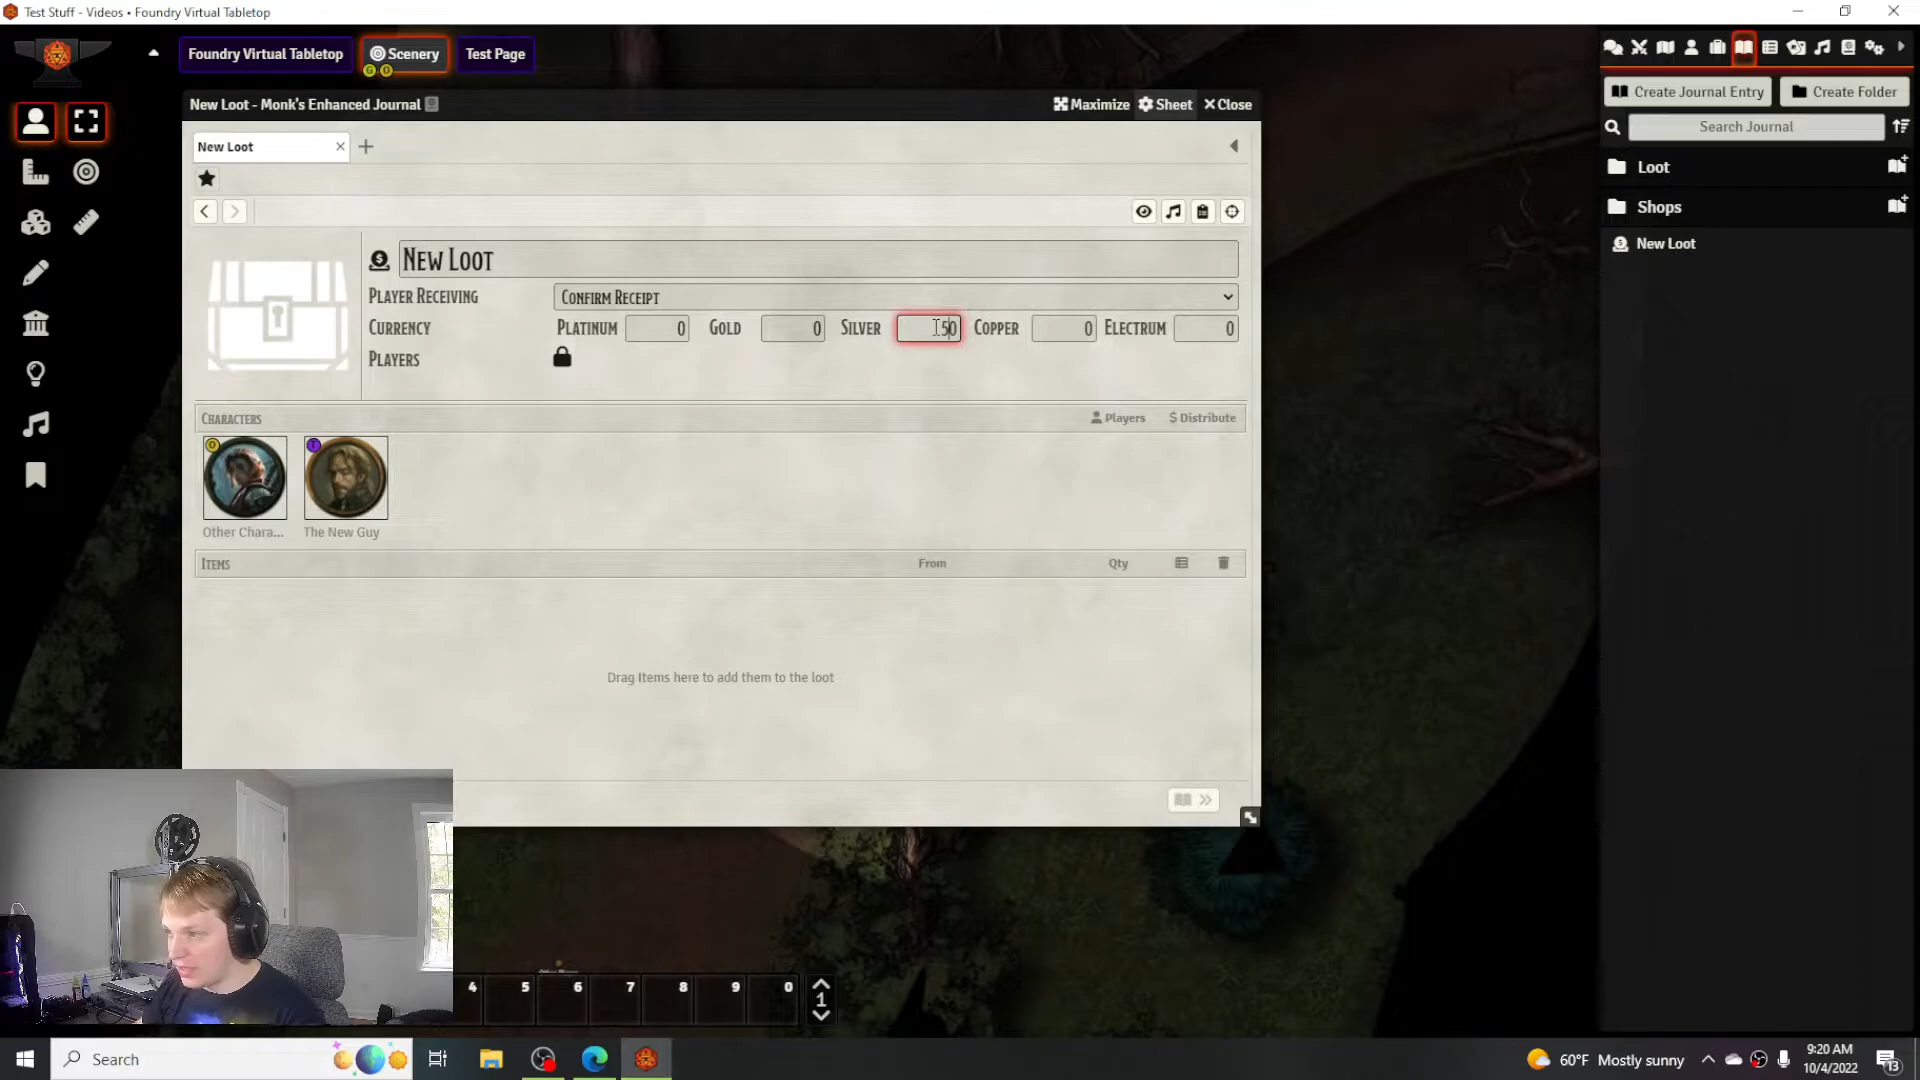 Test Stuff - Videos • Foundry Virtual Tabletop
Foundry Virtual Tabletop
Scenery
Test Page
G O
New Loot - Monk's Enhanced Journal
Maximize
Sheet
Close
New Loot
New Loot
Player Receiving
Confirm Receipt
Currency
Platinum 0 Gold 0 Silver 50 Copper 0 Electrum 0
Players
Characters
Players
$ Distribute
O
T
Other Chara...
The New Guy
Items
From
Qty
Drag Items here to add them to the loot
Create Journal Entry
Create Folder
Search Journal
Loot
Shops
New Loot
4 5 6 7 8 9 0
1
Search
60°F Mostly sunny
9:20 AM
10/4/2022
13